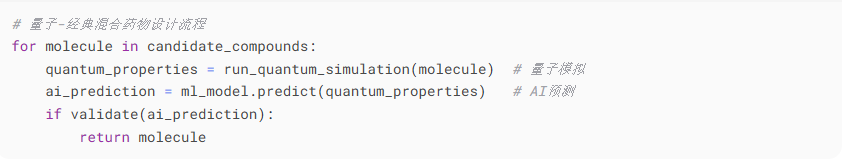 # 量子-经典混合药物设计流程
for molecule in candidate_compounds:
    quantum_properties = run_quantum_simulation(molecule)  # 量子模拟
    ai_prediction = ml_model.predict(quantum_properties)   # AI预测
    if validate(ai_prediction):
        return molecule